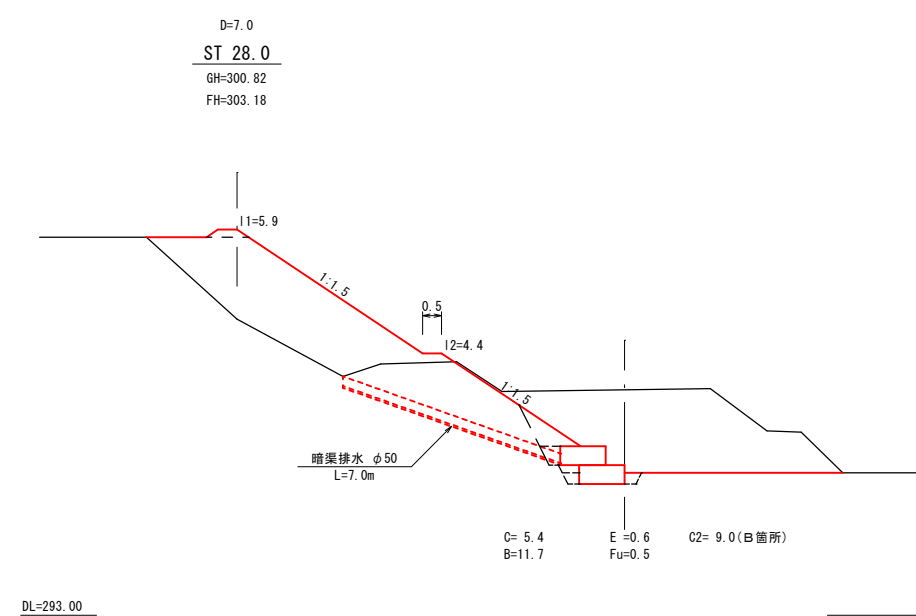 D=7.0
ST 28.0
GH=300.82
FH=303.18
l1=5.9
1:1.5
0.5
l2=4.4
1:1.5
暗渠排水 φ50
L=7.0m
C= 5.4 E =0.6 C2= 9.0(B箇所)
B=11.7 Fu=0.5
DL=293.00